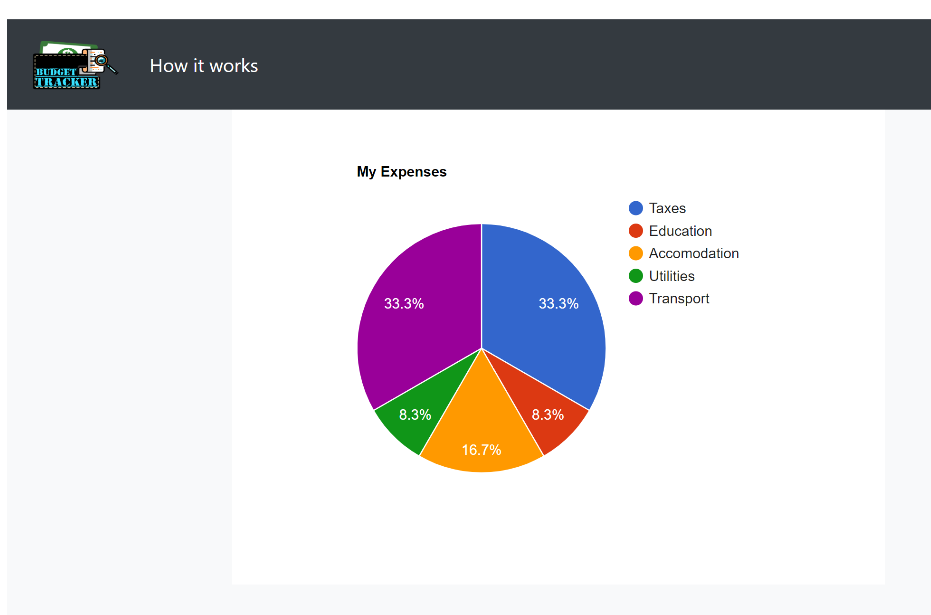 BUDGET
TRACKER
How it works
My Expenses
Taxes
Education
Accomodation
Utilities
Transport
33.3%
33.3%
8.3%
8.3%
16.7%